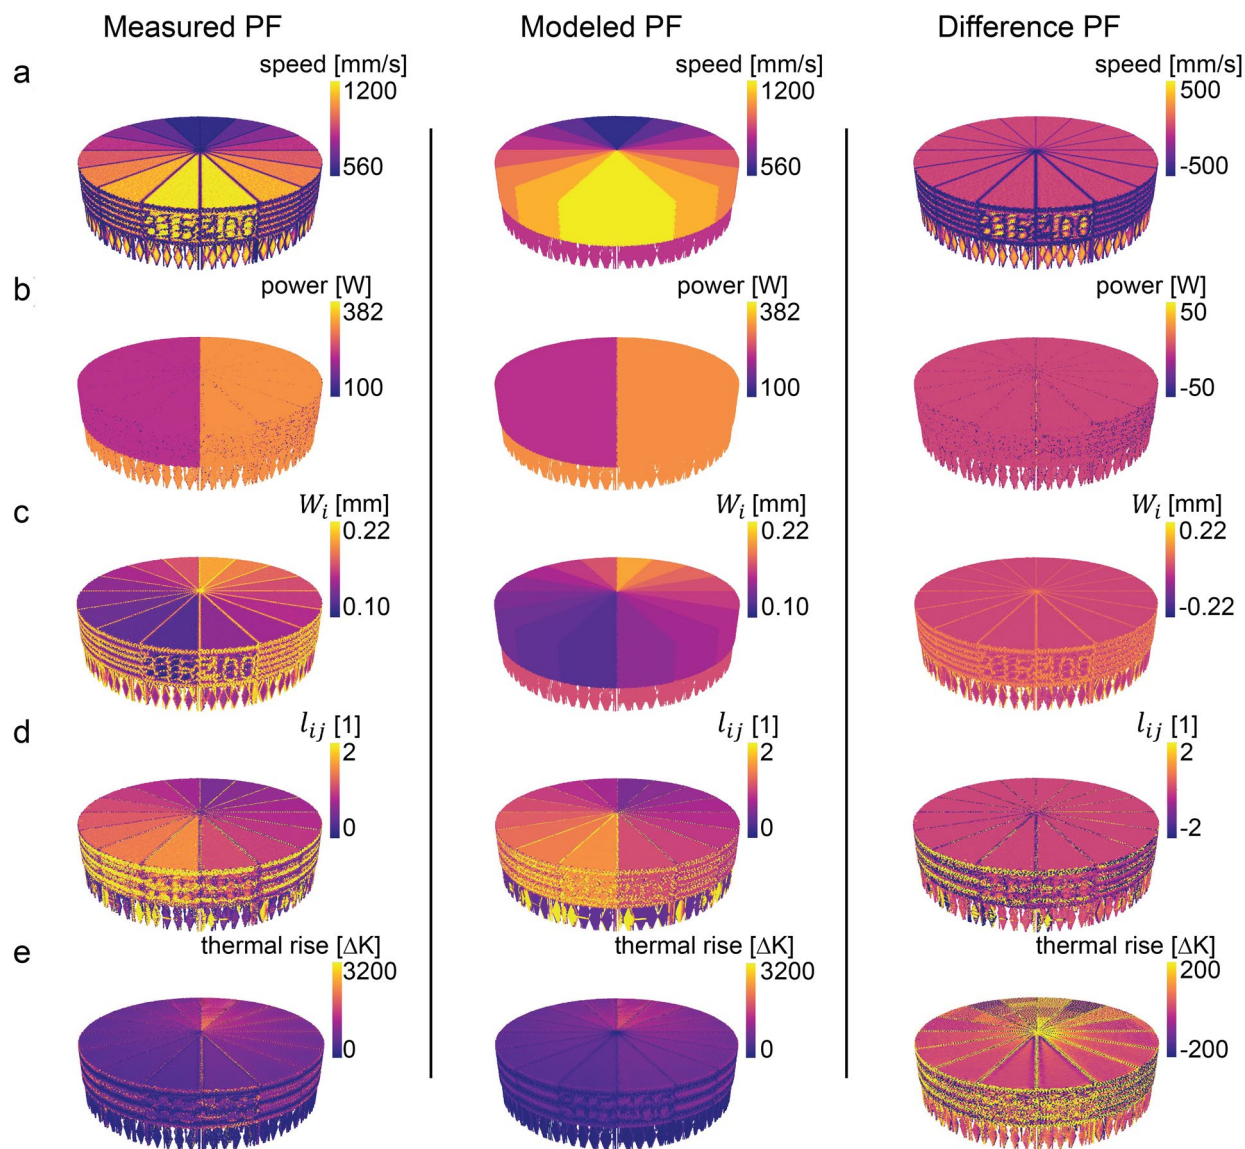 Measured PF Modeled PF Difference PF
a
speed [mm/s] speed [mm/s] speed [mm/s]
1200 1200 500
560 560 -500
b
power [W] power [W] power [W]
382 382 50
100 100 -50
c
W_i [mm] W_i [mm] W_i [mm]
0.22 0.22 0.22
0.10 0.10 -0.22
d
l_ij [1] l_ij [1] l_ij [1]
2 2 2
0 0 -2
e
thermal rise [ΔK] thermal rise [ΔK] thermal rise [ΔK]
3200 3200 200
0 0 -200